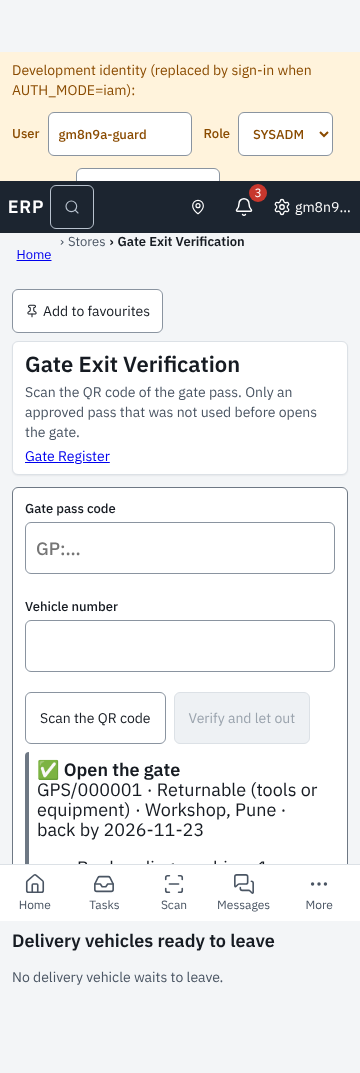 Development identity (replaced by sign-in when
AUTH_MODE=iam):
User gm8n9a-guard Role SYSADM
ERP 3 gm8n9...
Home › Stores › Gate Exit Verification
Add to favourites
Gate Exit Verification
Scan the QR code of the gate pass. Only an
approved pass that was not used before opens
the gate.
Gate Register
Gate pass code
GP:...
Vehicle number
Scan the QR code Verify and let out
✅ Open the gate
GPS/000001 · Returnable (tools or
equipment) · Workshop, Pune ·
back by 2026-11-23
Home Tasks Scan Messages More
Delivery vehicles ready to leave
No delivery vehicle waits to leave.